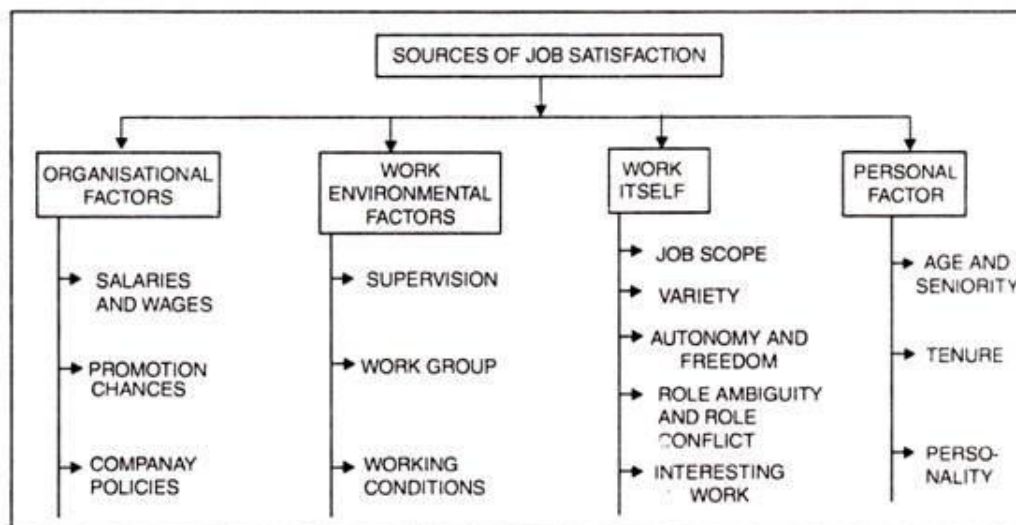 SOURCES OF JOB SATISFACTION
ORGANISATIONAL
FACTORS
SALARIES
AND WAGES
PROMOTION
CHANCES
COMPANAY
POLICIES
WORK
ENVIRONMENTAL
FACTORS
SUPERVISION
WORK GROUP
WORKING
CONDITIONS
WORK
ITSELF
JOB SCOPE
VARIETY
AUTONOMY AND
FREEDOM
ROLE AMBIGUITY
AND ROLE
CONFLICT
INTERESTING
WORK
PERSONAL
FACTOR
AGE AND
SENIORITY
TENURE
PERSO-
NALITY